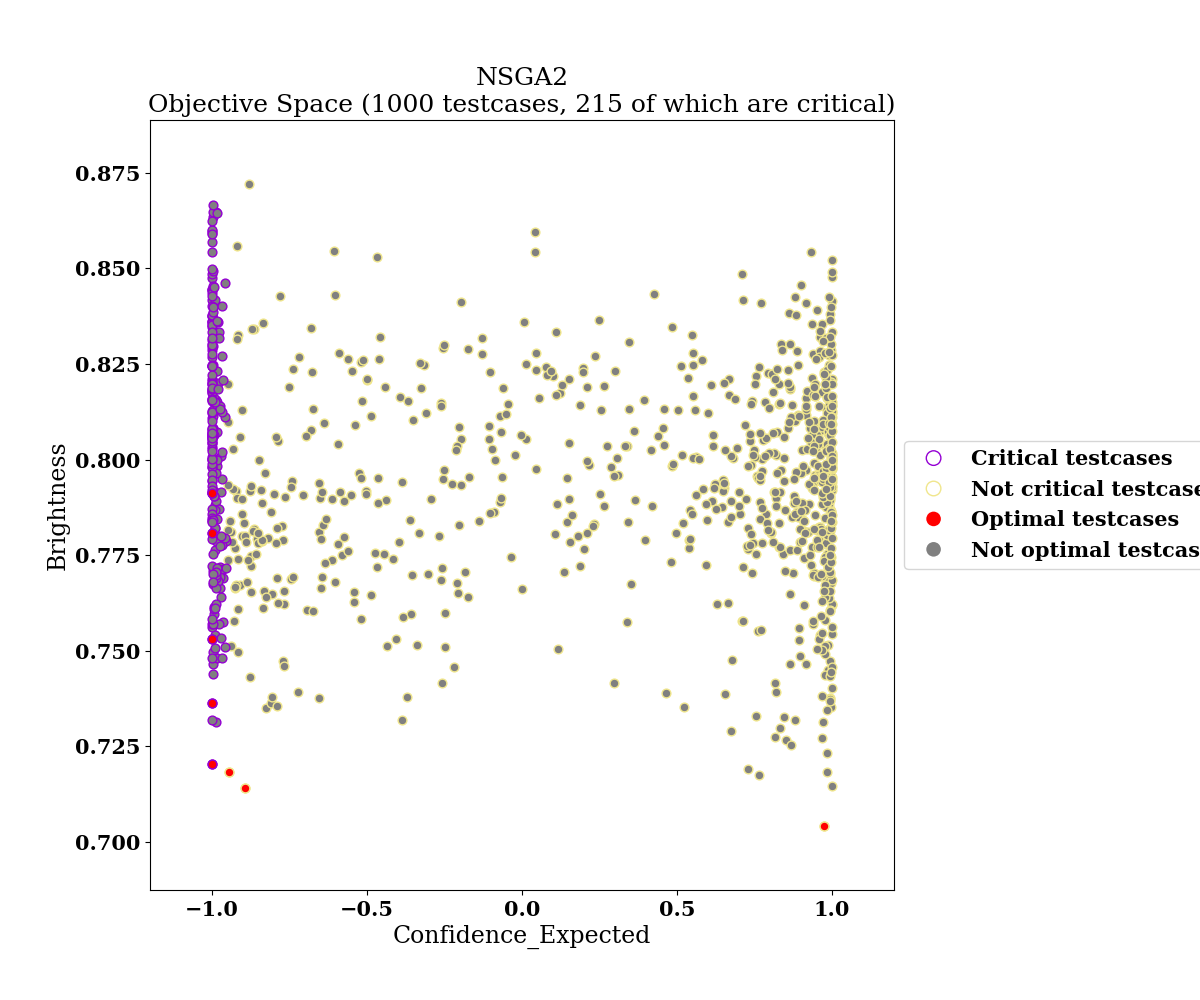 NSGA2
Objective Space (1000 testcases, 215 of which are critical)
0.875
0.850
0.825
0.800
0.775
0.750
0.725
0.700
Brightness
−1.0
−0.5
0.0
0.5
1.0
Confidence_Expected
Critical testcases
Not critical testcase
Optimal testcases
Not optimal testcas